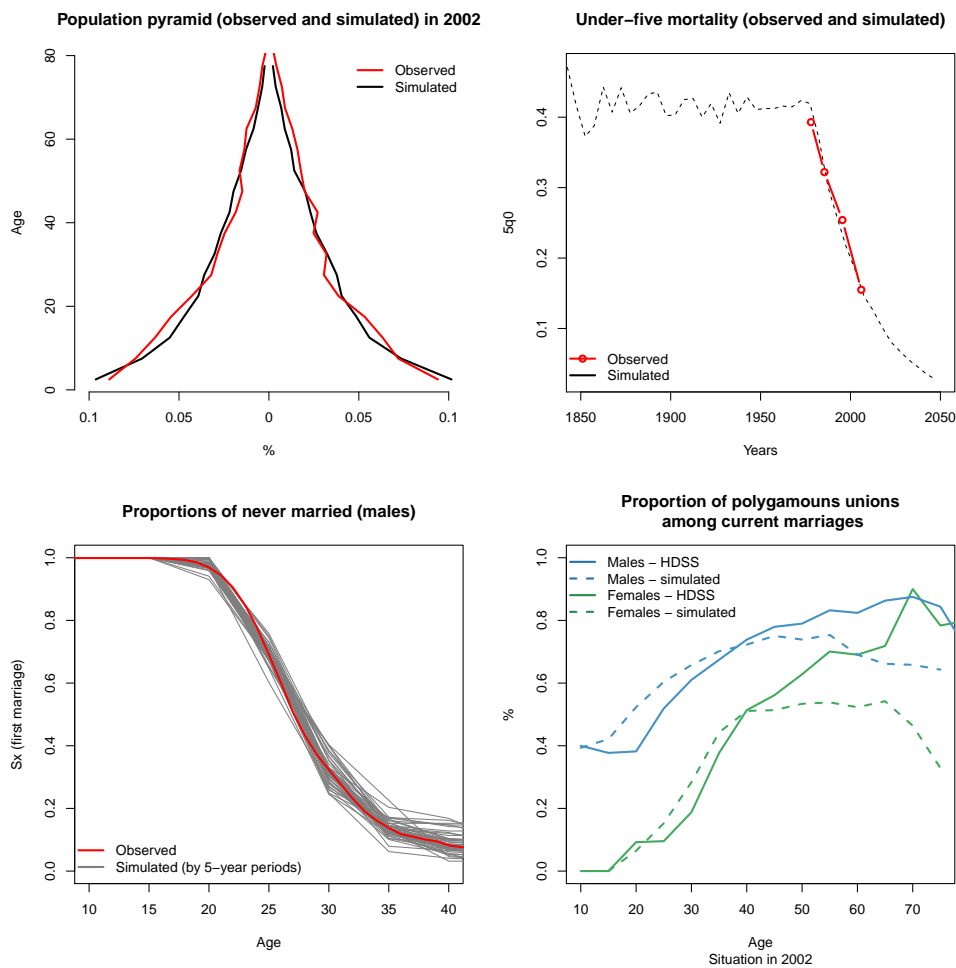 Population pyramid (observed and simulated) in 2002
80
60
40
20
0
Age
Observed
Simulated
0.1 0.05 0 0.05 0.1
%
Under−five mortality (observed and simulated)
0.4
0.3
0.2
0.1
5q0
Observed
Simulated
1850 1900 1950 2000 2050
Years
Proportions of never married (males)
1.0
0.8
0.6
0.4
0.2
0.0
Sx (first marriage)
Observed
Simulated (by 5−year periods)
10 15 20 25 30 35 40
Age
Proportion of polygamouns unions
among current marriages
1.0
0.8
0.6
0.4
0.2
0.0
%
Males − HDSS
Males − simulated
Females − HDSS
Females − simulated
10 20 30 40 50 60 70
Age
Situation in 2002